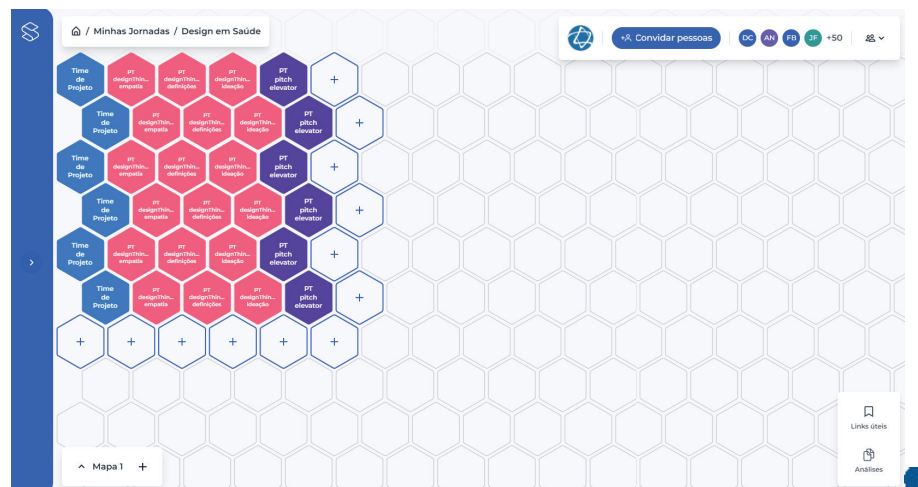 / Minhas Jornadas / Design em Saúde
Convidar pessoas
DC AN FB JF +50
Time de Projeto
PT designThin... empatia
PT designThin... definições
PT designThin... ideação
PT pitch elevator
+
Time de Projeto
PT designThin... empatia
PT designThin... definições
PT designThin... ideação
PT pitch elevator
+
Time de Projeto
PT designThin... empatia
PT designThin... definições
PT designThin... ideação
PT pitch elevator
+
Time de Projeto
PT designThin... empatia
PT designThin... definições
PT designThin... ideação
PT pitch elevator
+
Time de Projeto
PT designThin... empatia
PT designThin... definições
PT designThin... ideação
PT pitch elevator
+
Time de Projeto
PT designThin... empatia
PT designThin... definições
PT designThin... ideação
PT pitch elevator
+
+ + + + + +
Links úteis
Análises
Mapa 1 +